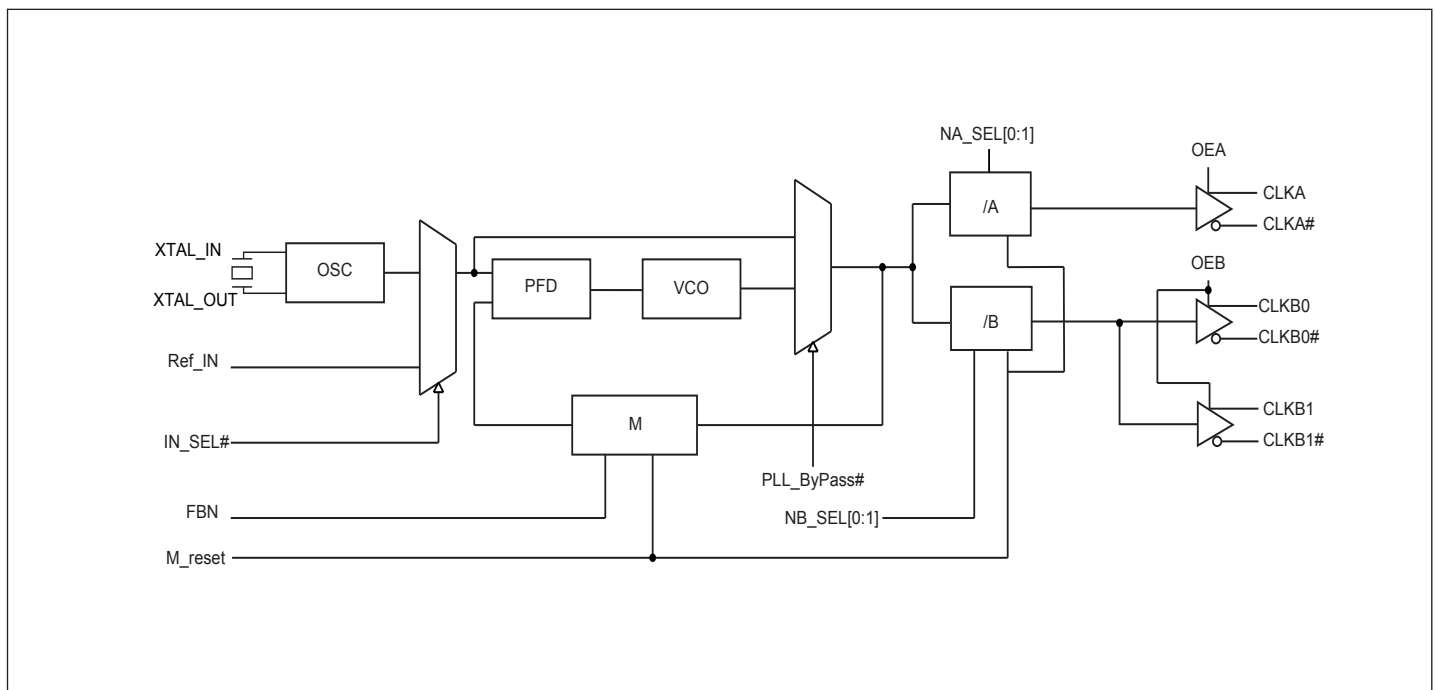 NA_SEL[0:1]
OEA
/A
CLKA
CLKA#
XTAL_IN
OSC
XTAL_OUT
PFD
VCO
OEB
/B
CLKB0
CLKB0#
Ref_IN
M
CLKB1
CLKB1#
IN_SEL#
PLL_ByPass#
FBN
NB_SEL[0:1]
M_reset